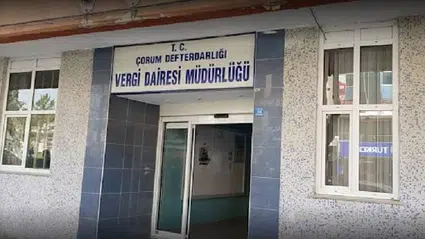 T. C.
ÇORUM DEFTERDARLIĞI
VERGİ DAİRESİ MÜDÜRLÜĞÜ